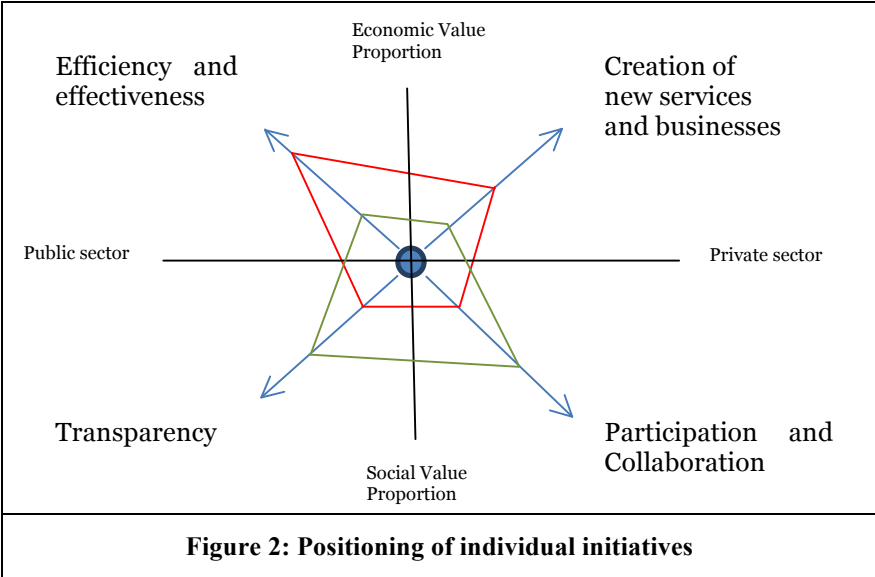 Economic Value
Proportion
Efficiency and
effectiveness
Creation of
new services
and businesses
Public sector
Private sector
Transparency
Participation and
Collaboration
Social Value
Proportion
Figure 2: Positioning of individual initiatives